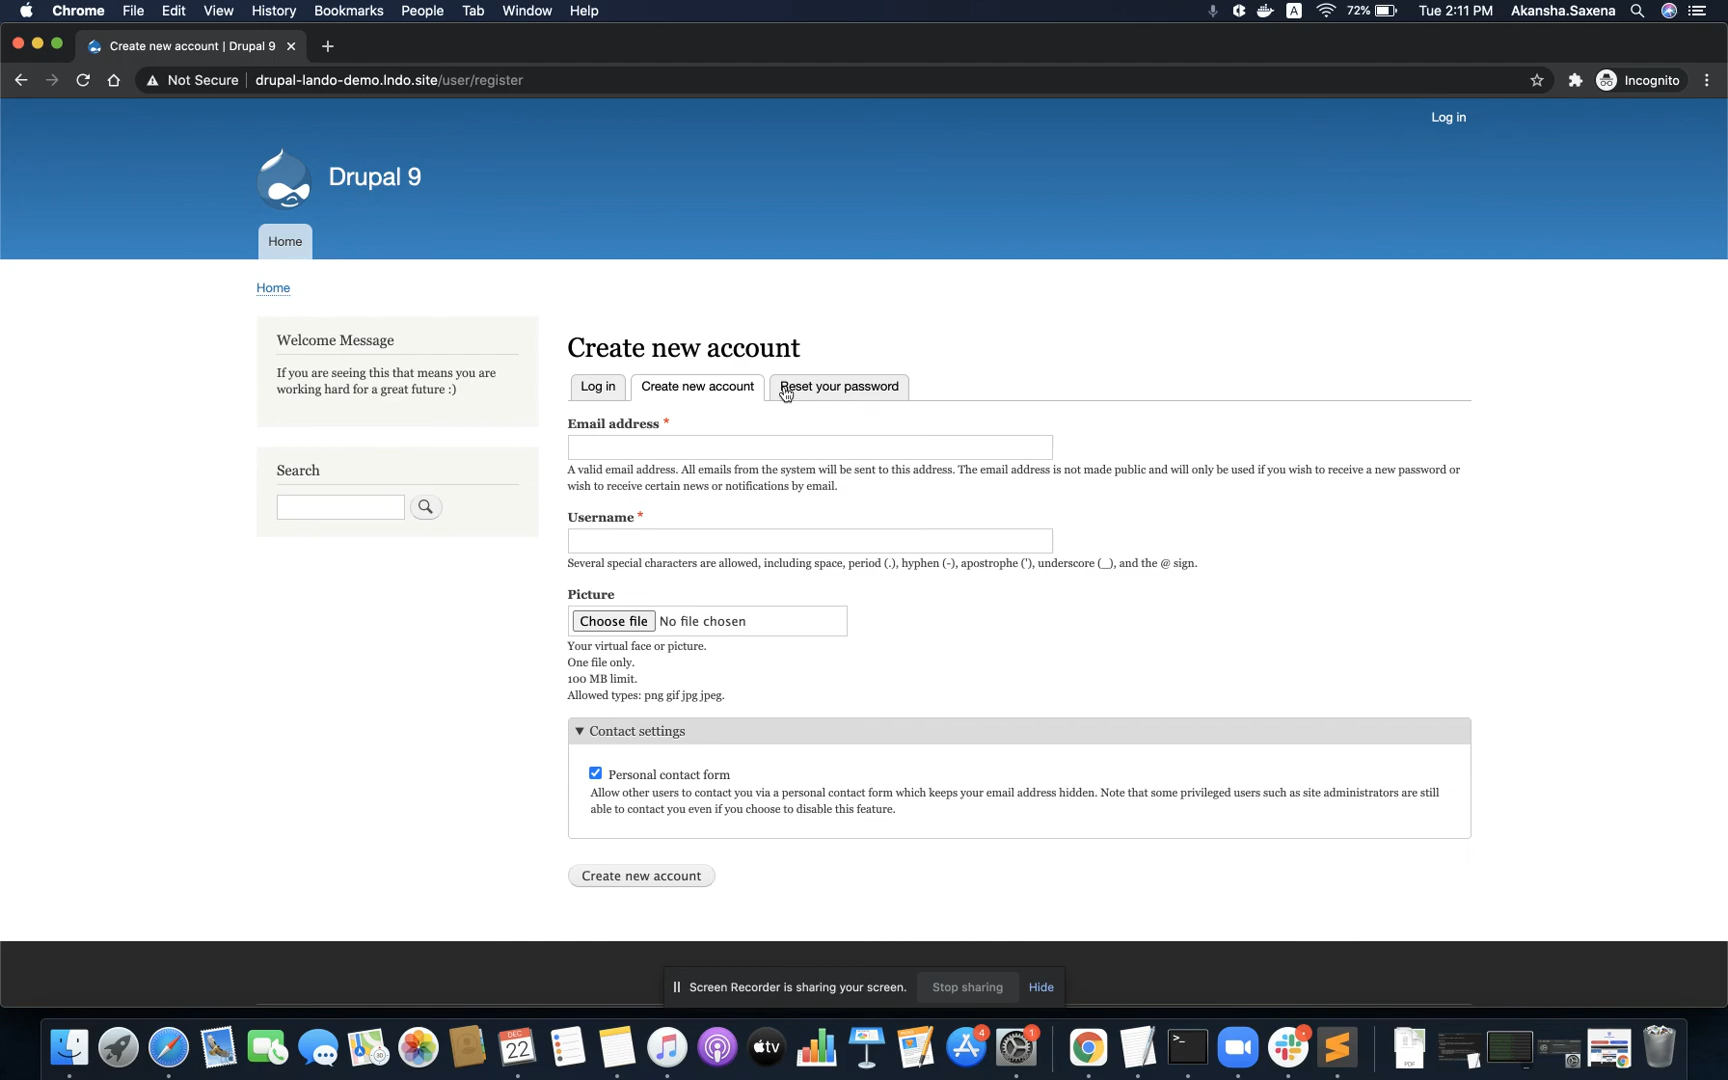 Chrome File Edit View History Bookmarks People Tab Window Help
A 72% Tue 2:11 PM Akansha.Saxena
Create new account | Drupal 9
Not Secure drupal-lando-demo.lndo.site/user/register
Incognito
Log in
Drupal 9
Home
Home
Welcome Message
If you are seeing this that means you are
working hard for a great future :)
Search
Create new account
Log in Create new account Reset your password
Email address *
A valid email address. All emails from the system will be sent to this address. The email address is not made public and will only be used if you wish to receive a new password or
wish to receive certain news or notifications by email.
Username *
Several special characters are allowed, including space, period (.), hyphen (-), apostrophe ('), underscore (_), and the @ sign.
Picture
Choose file No file chosen
Your virtual face or picture.
One file only.
100 MB limit.
Allowed types: png gif jpg jpeg.
Contact settings
Personal contact form
Allow other users to contact you via a personal contact form which keeps your email address hidden. Note that some privileged users such as site administrators are still
able to contact you even if you choose to disable this feature.
Create new account
Screen Recorder is sharing your screen. Stop sharing Hide
DEC
22
tv
4
1
PDF